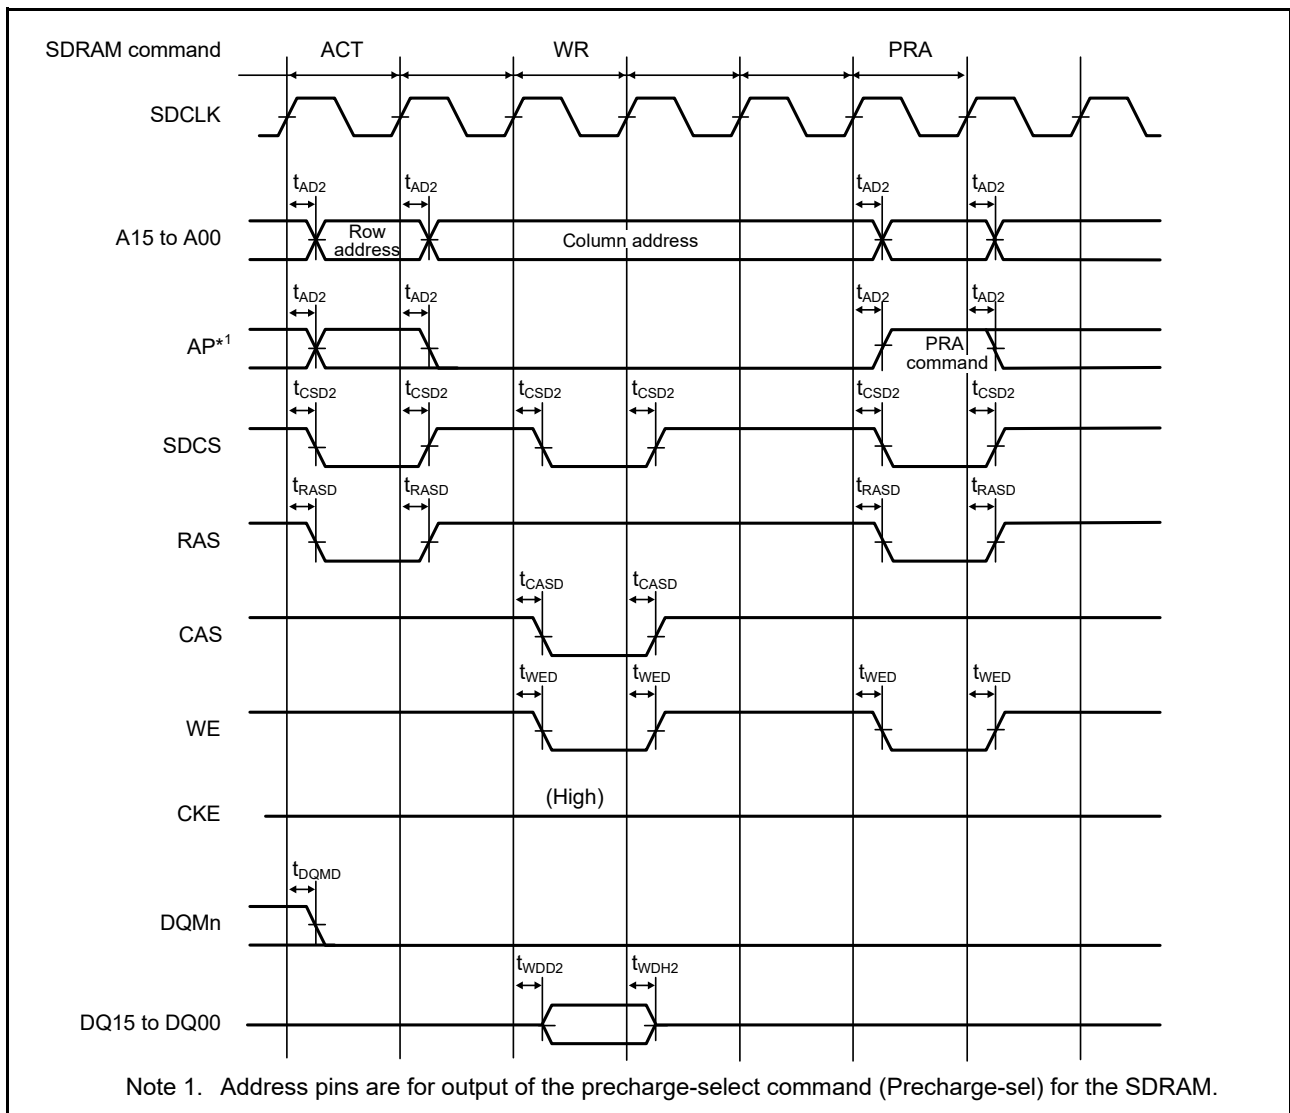 SDRAM command ACT WR PRA
SDCLK
tAD2 tAD2 tAD2 tAD2
A15 to A00 Row address Column address
tAD2 tAD2 tAD2 tAD2
AP*1 PRA command
tCSD2 tCSD2 tCSD2 tCSD2 tCSD2 tCSD2
SDCS
tRASD tRASD tRASD tRASD
RAS
tCASD tCASD
CAS
tWED tWED tWED tWED
WE
(High)
CKE
tDQMD
DQMn
tWDD2 tWDH2
DQ15 to DQ00
Note 1. Address pins are for output of the precharge-select command (Precharge-sel) for the SDRAM.